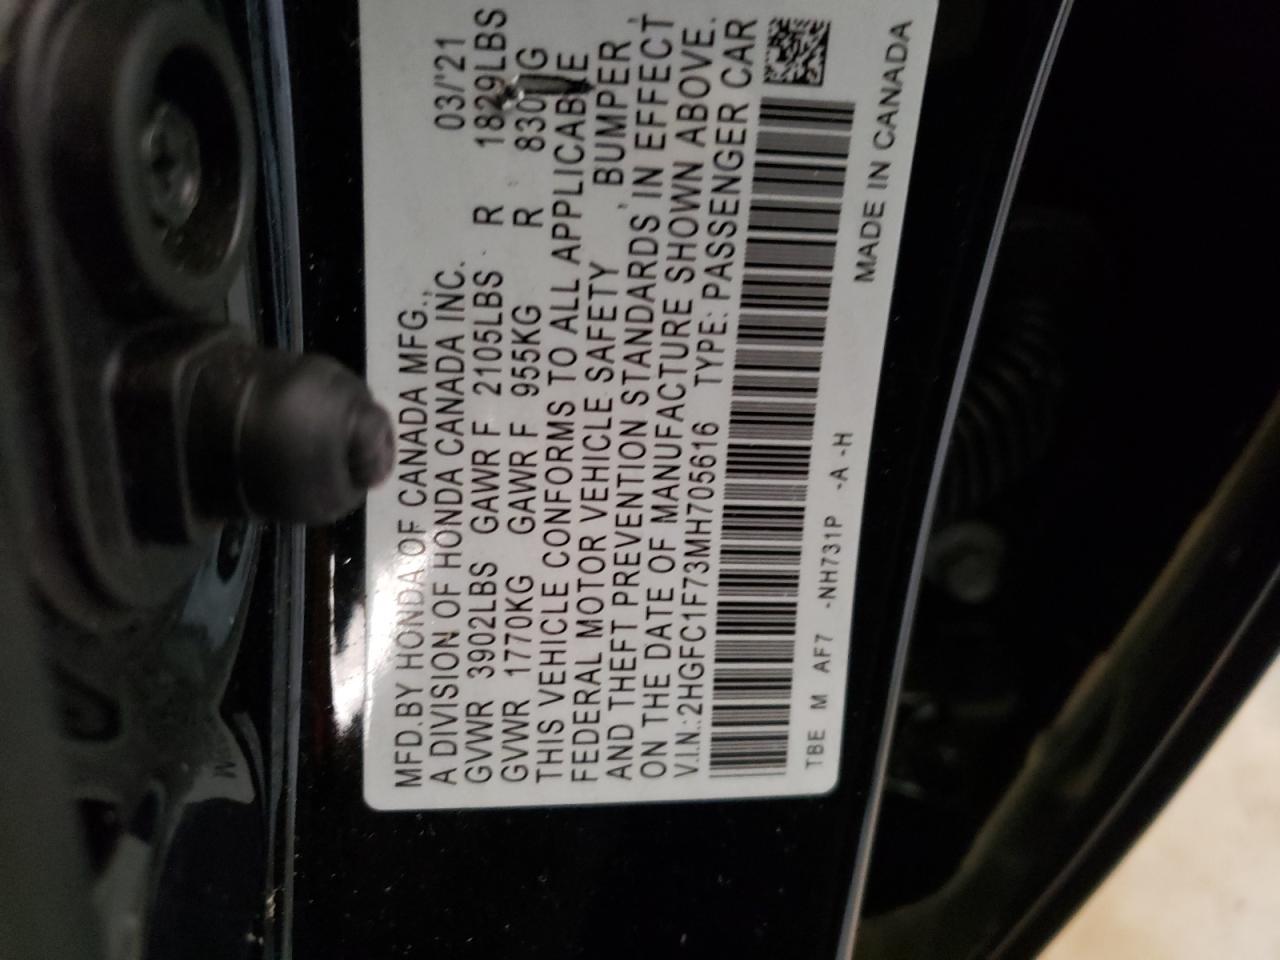 MFD.BY HONDA OF CANADA MFG., 03/'21
A DIVISION OF HONDA CANADA INC.
GVWR 3902LBS GAWR F 2105LBS R 1829LBS
GVWR 1770KG GAWR F 955KG R 830 G
THIS VEHICLE CONFORMS TO ALL APPLICABLE
FEDERAL MOTOR VEHICLE SAFETY, BUMPER,
AND THEFT PREVENTION STANDARDS IN EFFECT
ON THE DATE OF MANUFACTURE SHOWN ABOVE.
V.I.N.:2HGFC1F73MH705616 TYPE: PASSENGER CAR
TBE M AF7 -NH731P -A -H MADE IN CANADA